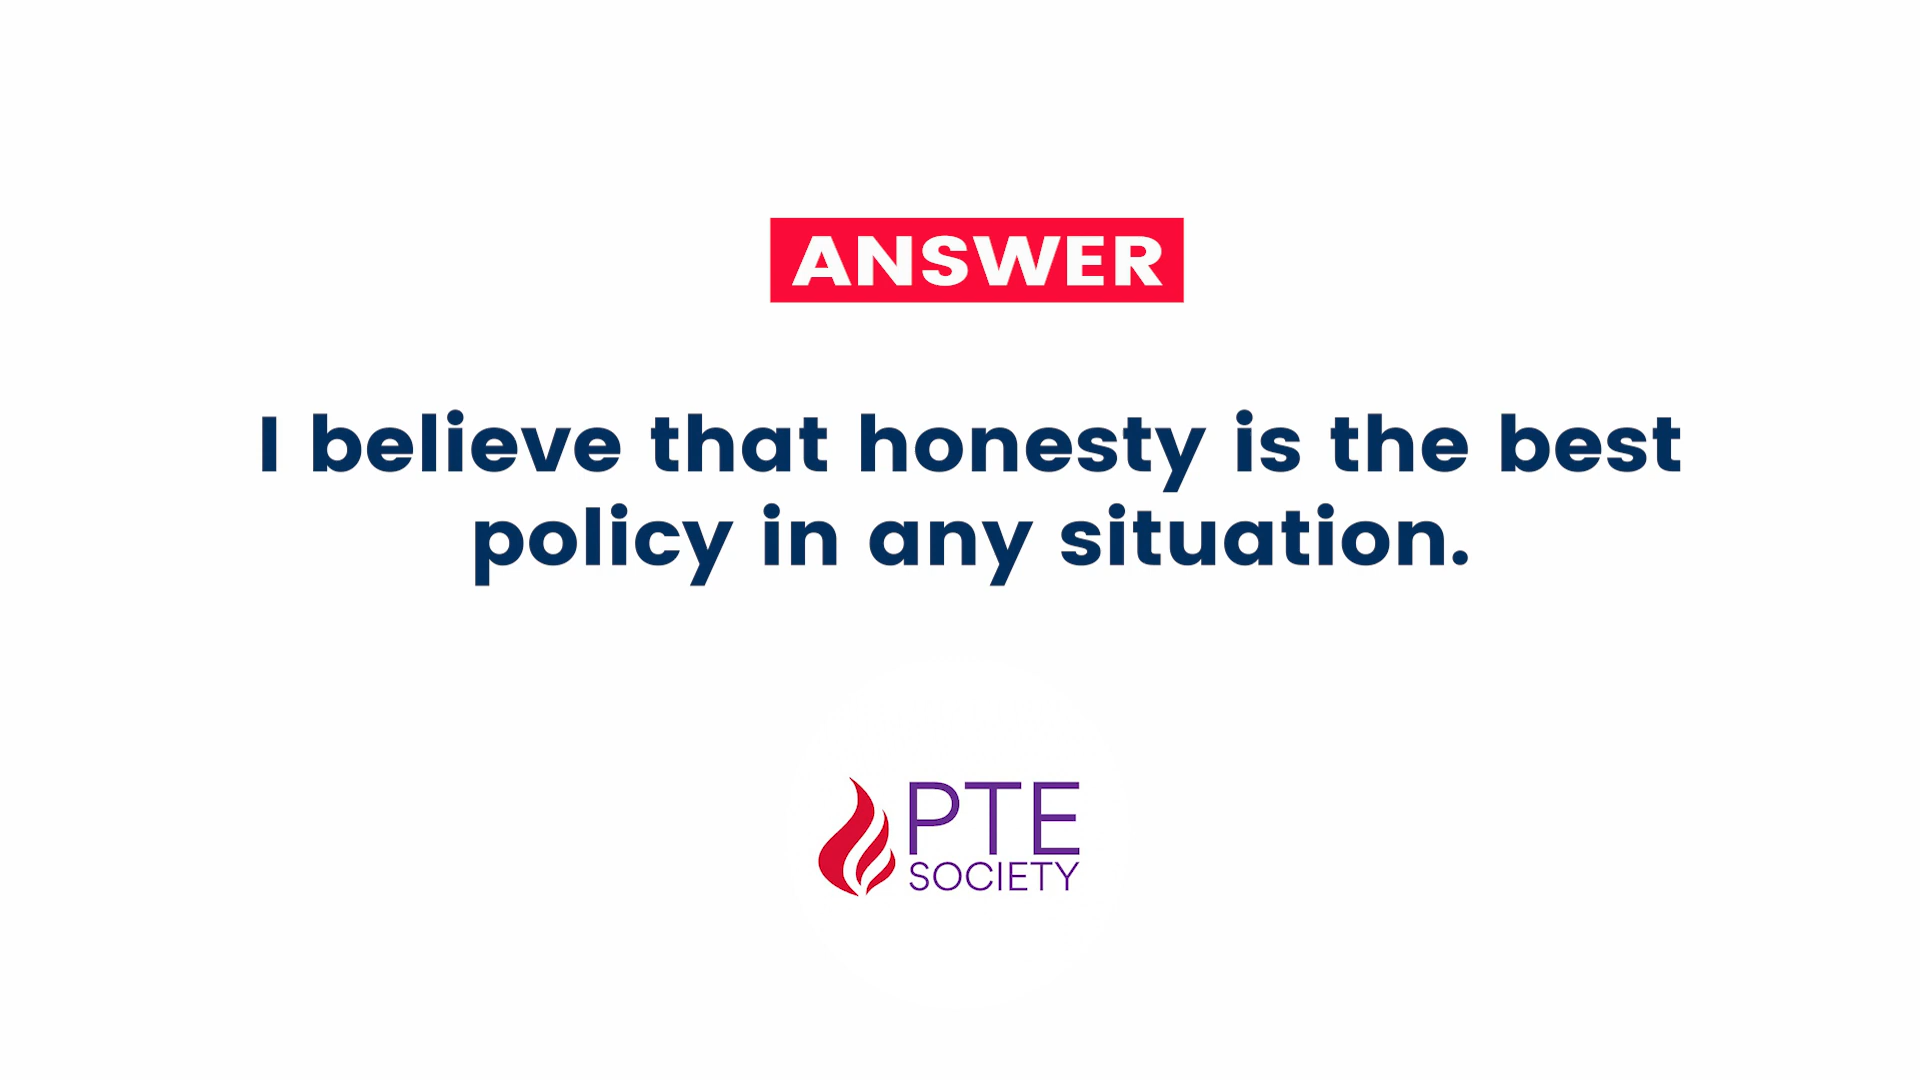 ANSWER
I believe that honesty is the best
policy in any situation.
PTE
SOCIETY